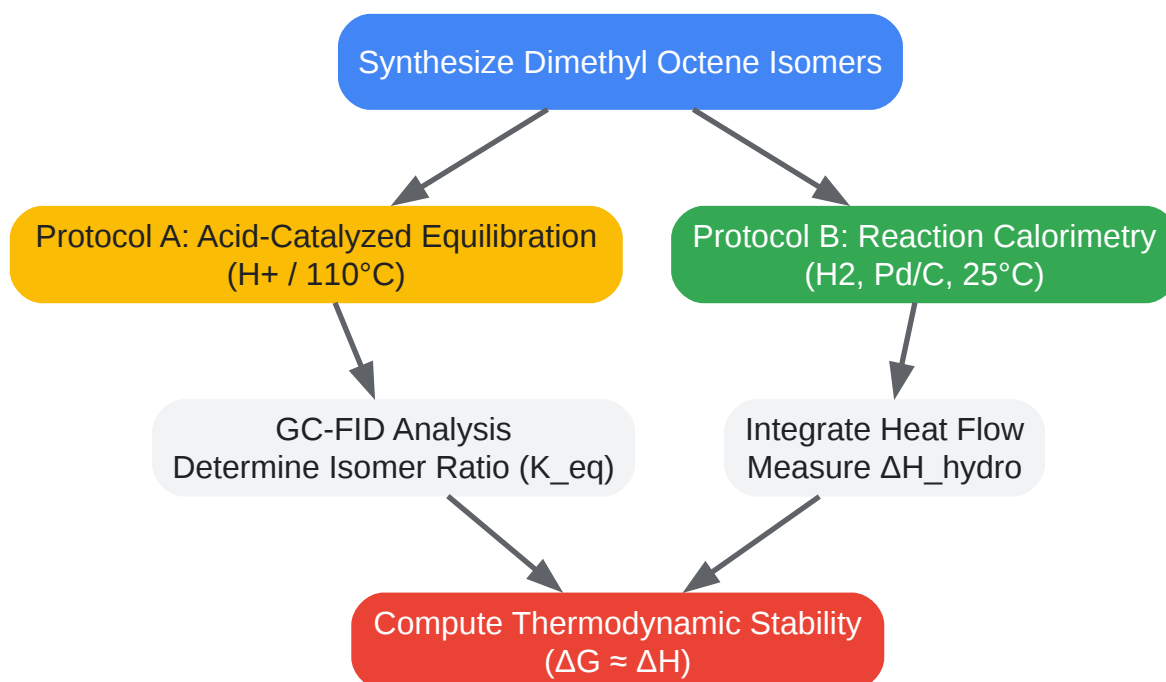 Synthesize Dimethyl Octene Isomers
Protocol A: Acid-Catalyzed Equilibration
(H+ / 110°C)
Protocol B: Reaction Calorimetry
(H2, Pd/C, 25°C)
GC-FID Analysis
Determine Isomer Ratio (K_eq)
Integrate Heat Flow
Measure ΔH_hydro
Compute Thermodynamic Stability
(ΔG ≈ ΔH)